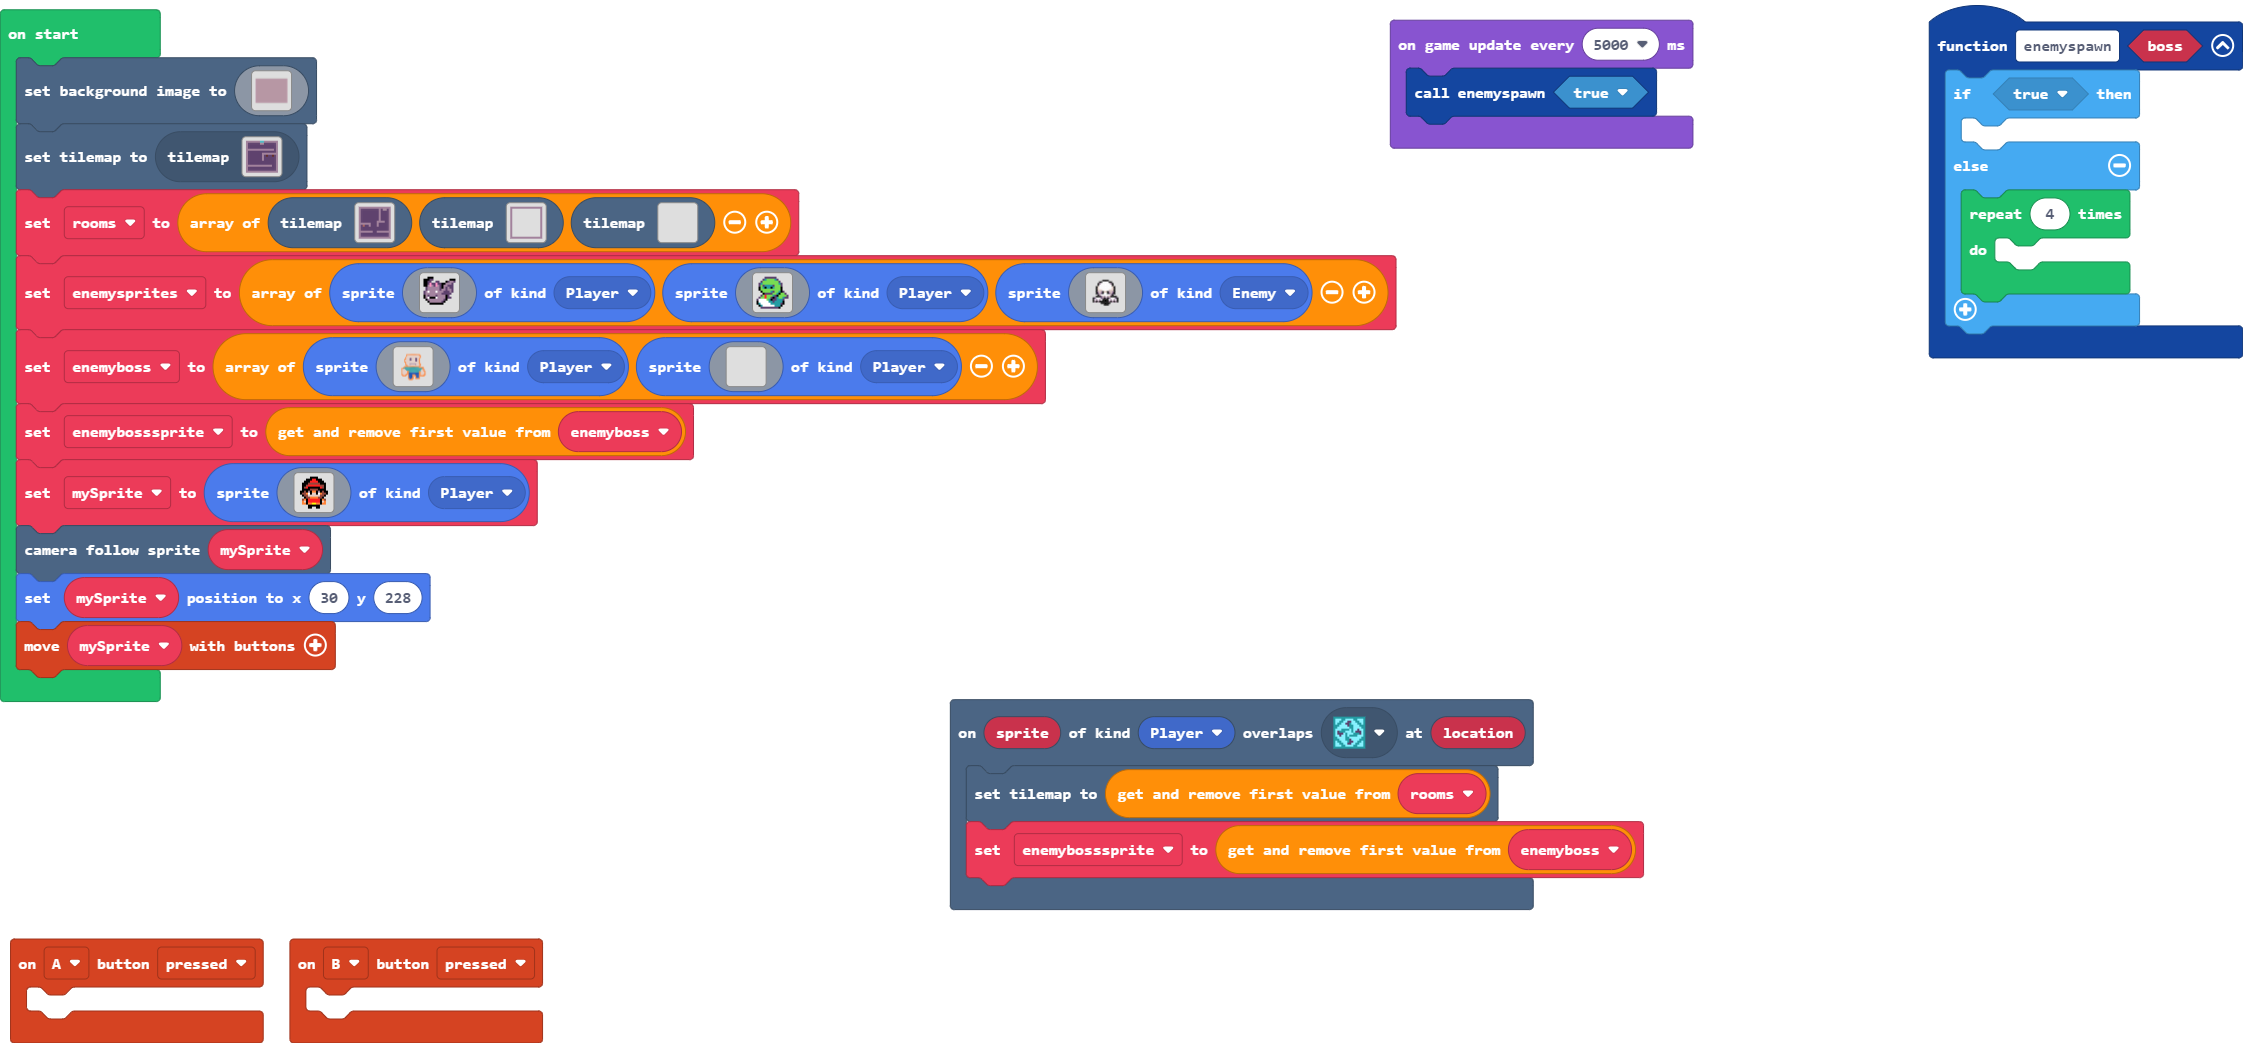 on start
set background image to
set tilemap to tilemap
set rooms to array of tilemap tilemap tilemap
set enemysprites to array of sprite of kind Player sprite of kind Player sprite of kind Enemy
set enemyboss to array of sprite of kind Player sprite of kind Player
set enemybosssprite to get and remove first value from enemyboss
set mySprite to sprite of kind Player
camera follow sprite mySprite
set mySprite position to x 30 y 228
move mySprite with buttons
on game update every 5000 ms
call enemyspawn true
function enemyspawn boss
if true then
else
repeat 4 times
do
on sprite of kind Player overlaps at location
set tilemap to get and remove first value from rooms
set enemybosssprite to get and remove first value from enemyboss
on A button pressed
on B button pressed